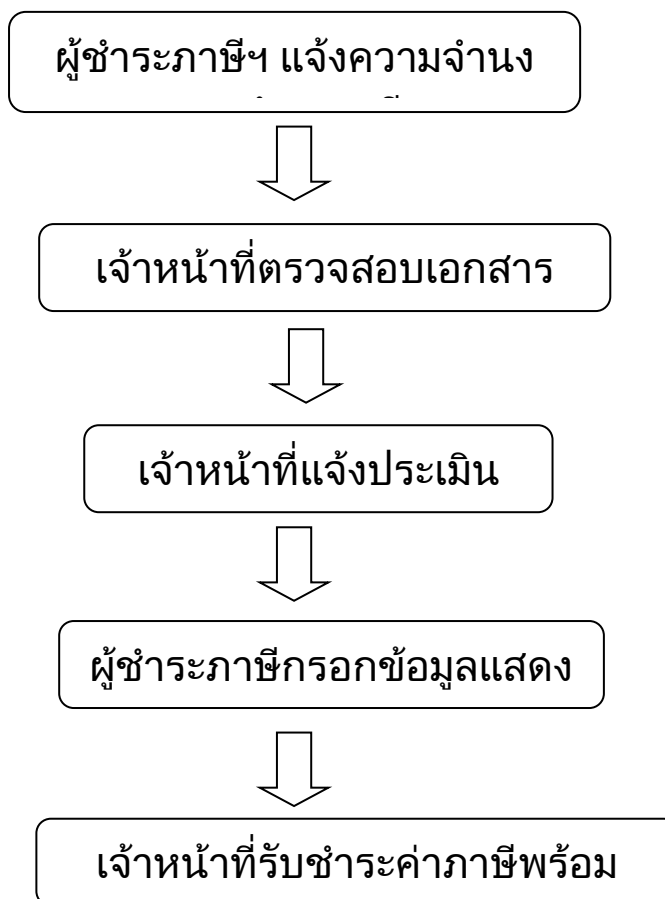 ผู้ชำระภาษีฯ แจ้งความจำนง
เจ้าหน้าที่ตรวจสอบเอกสาร
เจ้าหน้าที่แจ้งประเมิน
ผู้ชำระภาษีกรอกข้อมูลแสดง
เจ้าหน้าที่รับชำระค่าภาษีพร้อม